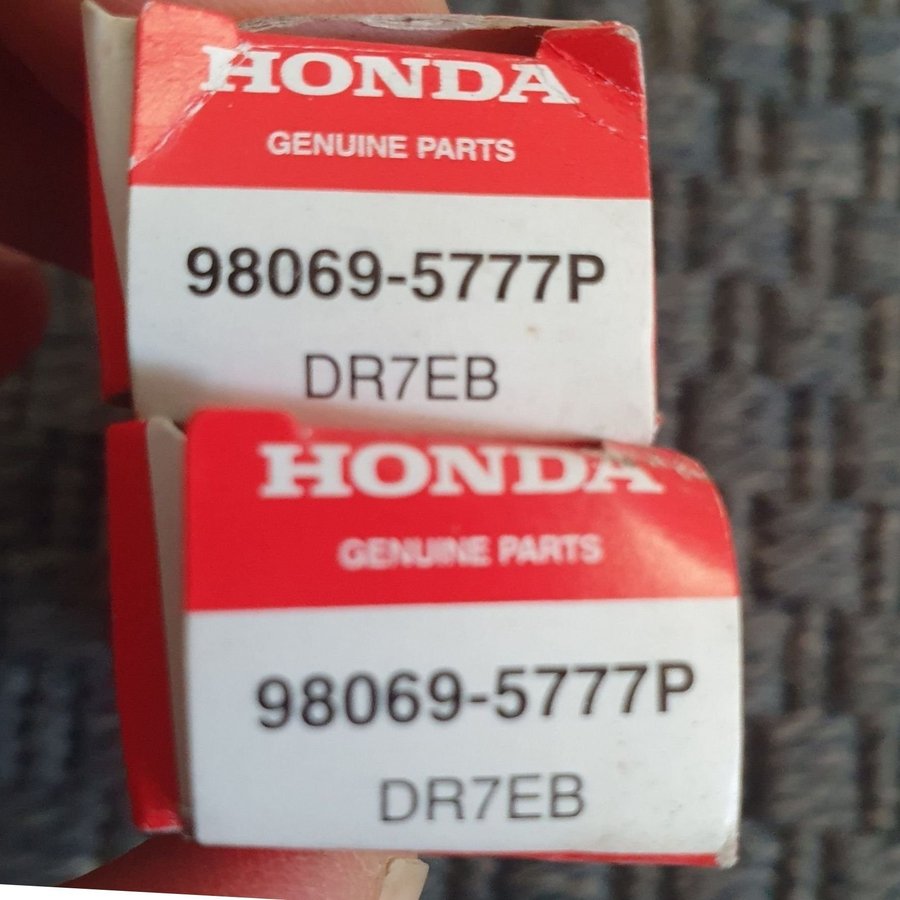 HONDA
GENUINE PARTS
98069-5777P
DR7EB
HONDA
GENUINE PARTS
98069-5777P
DR7EB